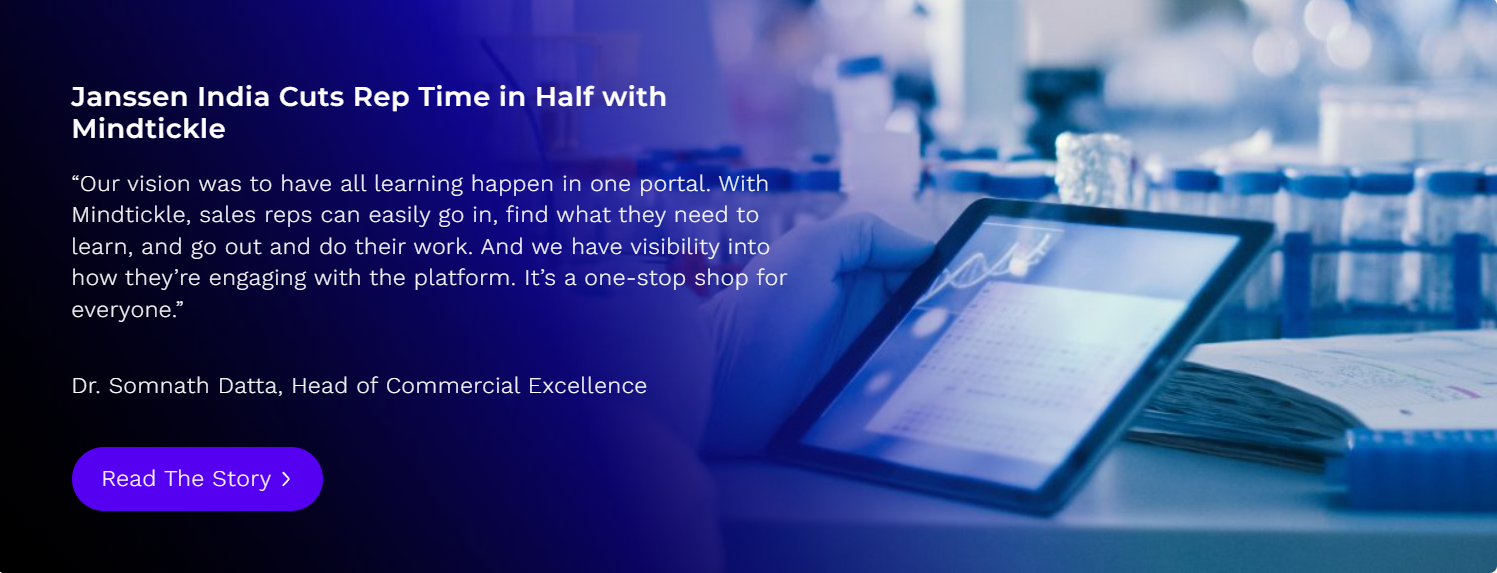 Janssen India Cuts Rep Time in Half with
Mindtickle
“Our vision was to have all learning happen in one portal. With
Mindtickle, sales reps can easily go in, find what they need to
learn, and go out and do their work. And we have visibility into
how they’re engaging with the platform. It’s a one-stop shop for
everyone.”
Dr. Somnath Datta, Head of Commercial Excellence
Read The Story